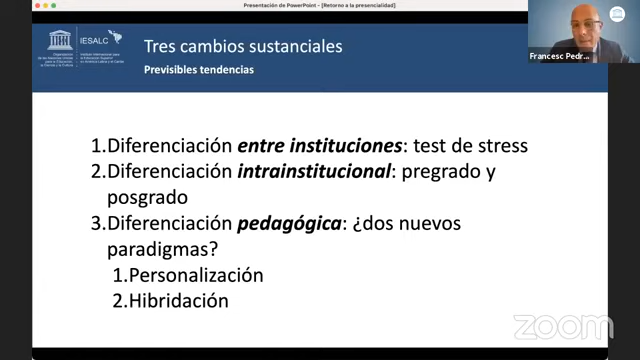 Presentación de PowerPoint - [Retorno a la presencialidad]
IESALC
Tres cambios sustanciales
Previsibles tendencias
Francesc Pedr...
1.Diferenciación entre instituciones: test de stress
2.Diferenciación intrainstitucional: pregrado y
posgrado
3.Diferenciación pedagógica: ¿dos nuevos
paradigmas?
1.Personalización
2.Hibridación
zoom